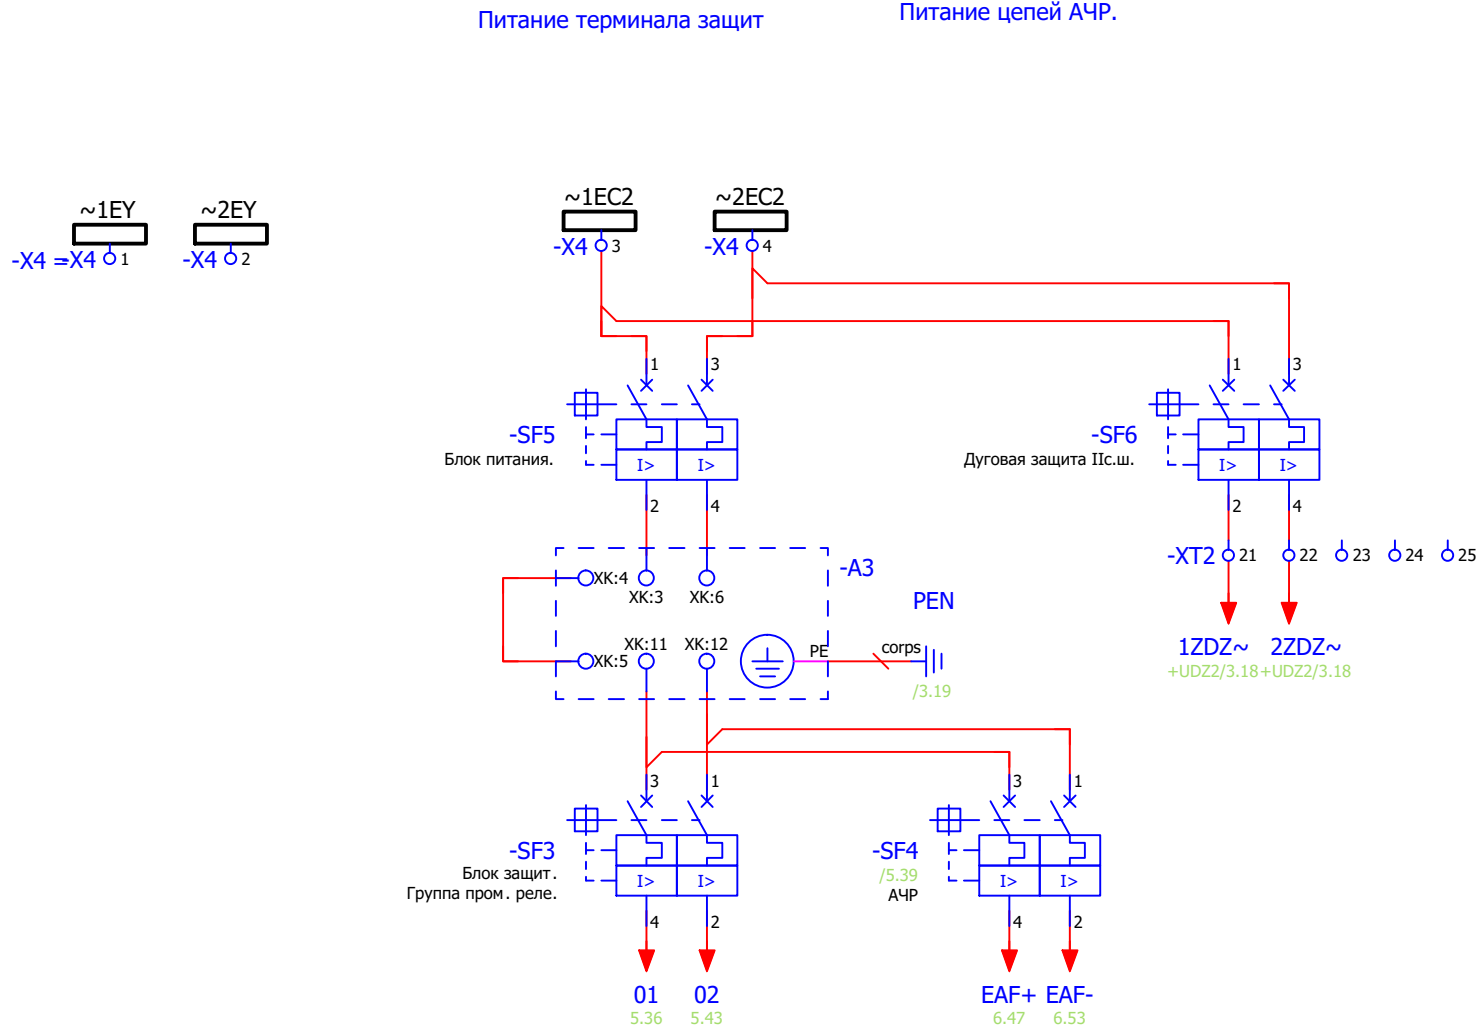 Питание терминала защит
Питание цепей АЧР.
~1EY
~2EY
~1EC2
~2EC2
-X4 =-X4 1
-X4 2
-X4 3
-X4 4
1 3
1 3
-SF5
Блок питания.
I> I>
-SF6
Дуговая защита IIс.ш.
I> I>
2 4
2 4
-XT2 21 22 23 24 25
-A3
XK:4
XK:3 XK:6
PEN
XK:11 XK:12
XK:5
PE
corps
/3.19
1ZDZ~ 2ZDZ~
+UDZ2/3.18 +UDZ2/3.18
3 1
3 1
-SF3
Блок защит.
Группа пром. реле.
I> I>
-SF4
/5.39
АЧР
I> I>
4 2
4 2
01 02
5.36 5.43
EAF+ EAF-
6.47 6.53